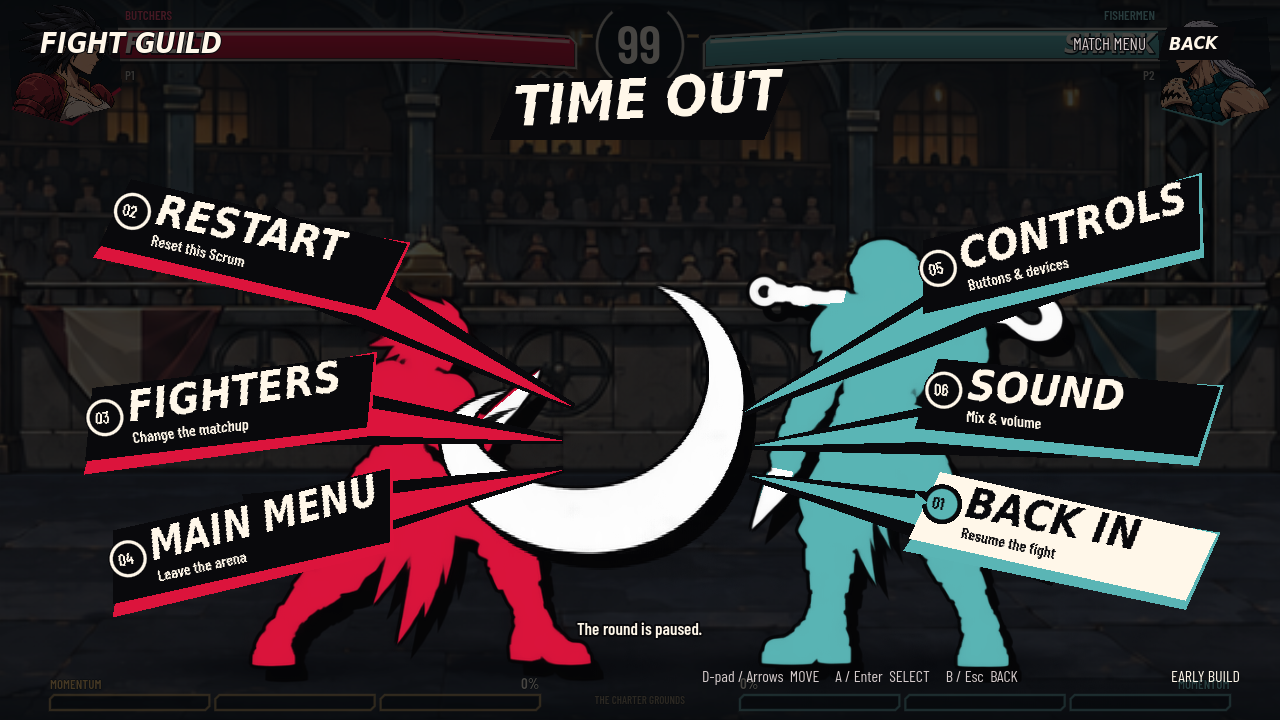 BUTCHERS
FISHERMEN
FIGHT GUILD
99
MATCH MENU
BACK
P1
P2
TIME OUT
02
RESTART
Reset this Scrum
05
CONTROLS
Buttons & devices
03
FIGHTERS
Change the matchup
06
SOUND
Mix & volume
04
MAIN MENU
Leave the arena
01
BACK IN
Resume the fight
The round is paused.
D-pad / Arrows MOVE A / Enter SELECT B / Esc BACK
EARLY BUILD
MOMENTUM
0%
THE CHARTER GROUNDS
0%
MOMENTUM